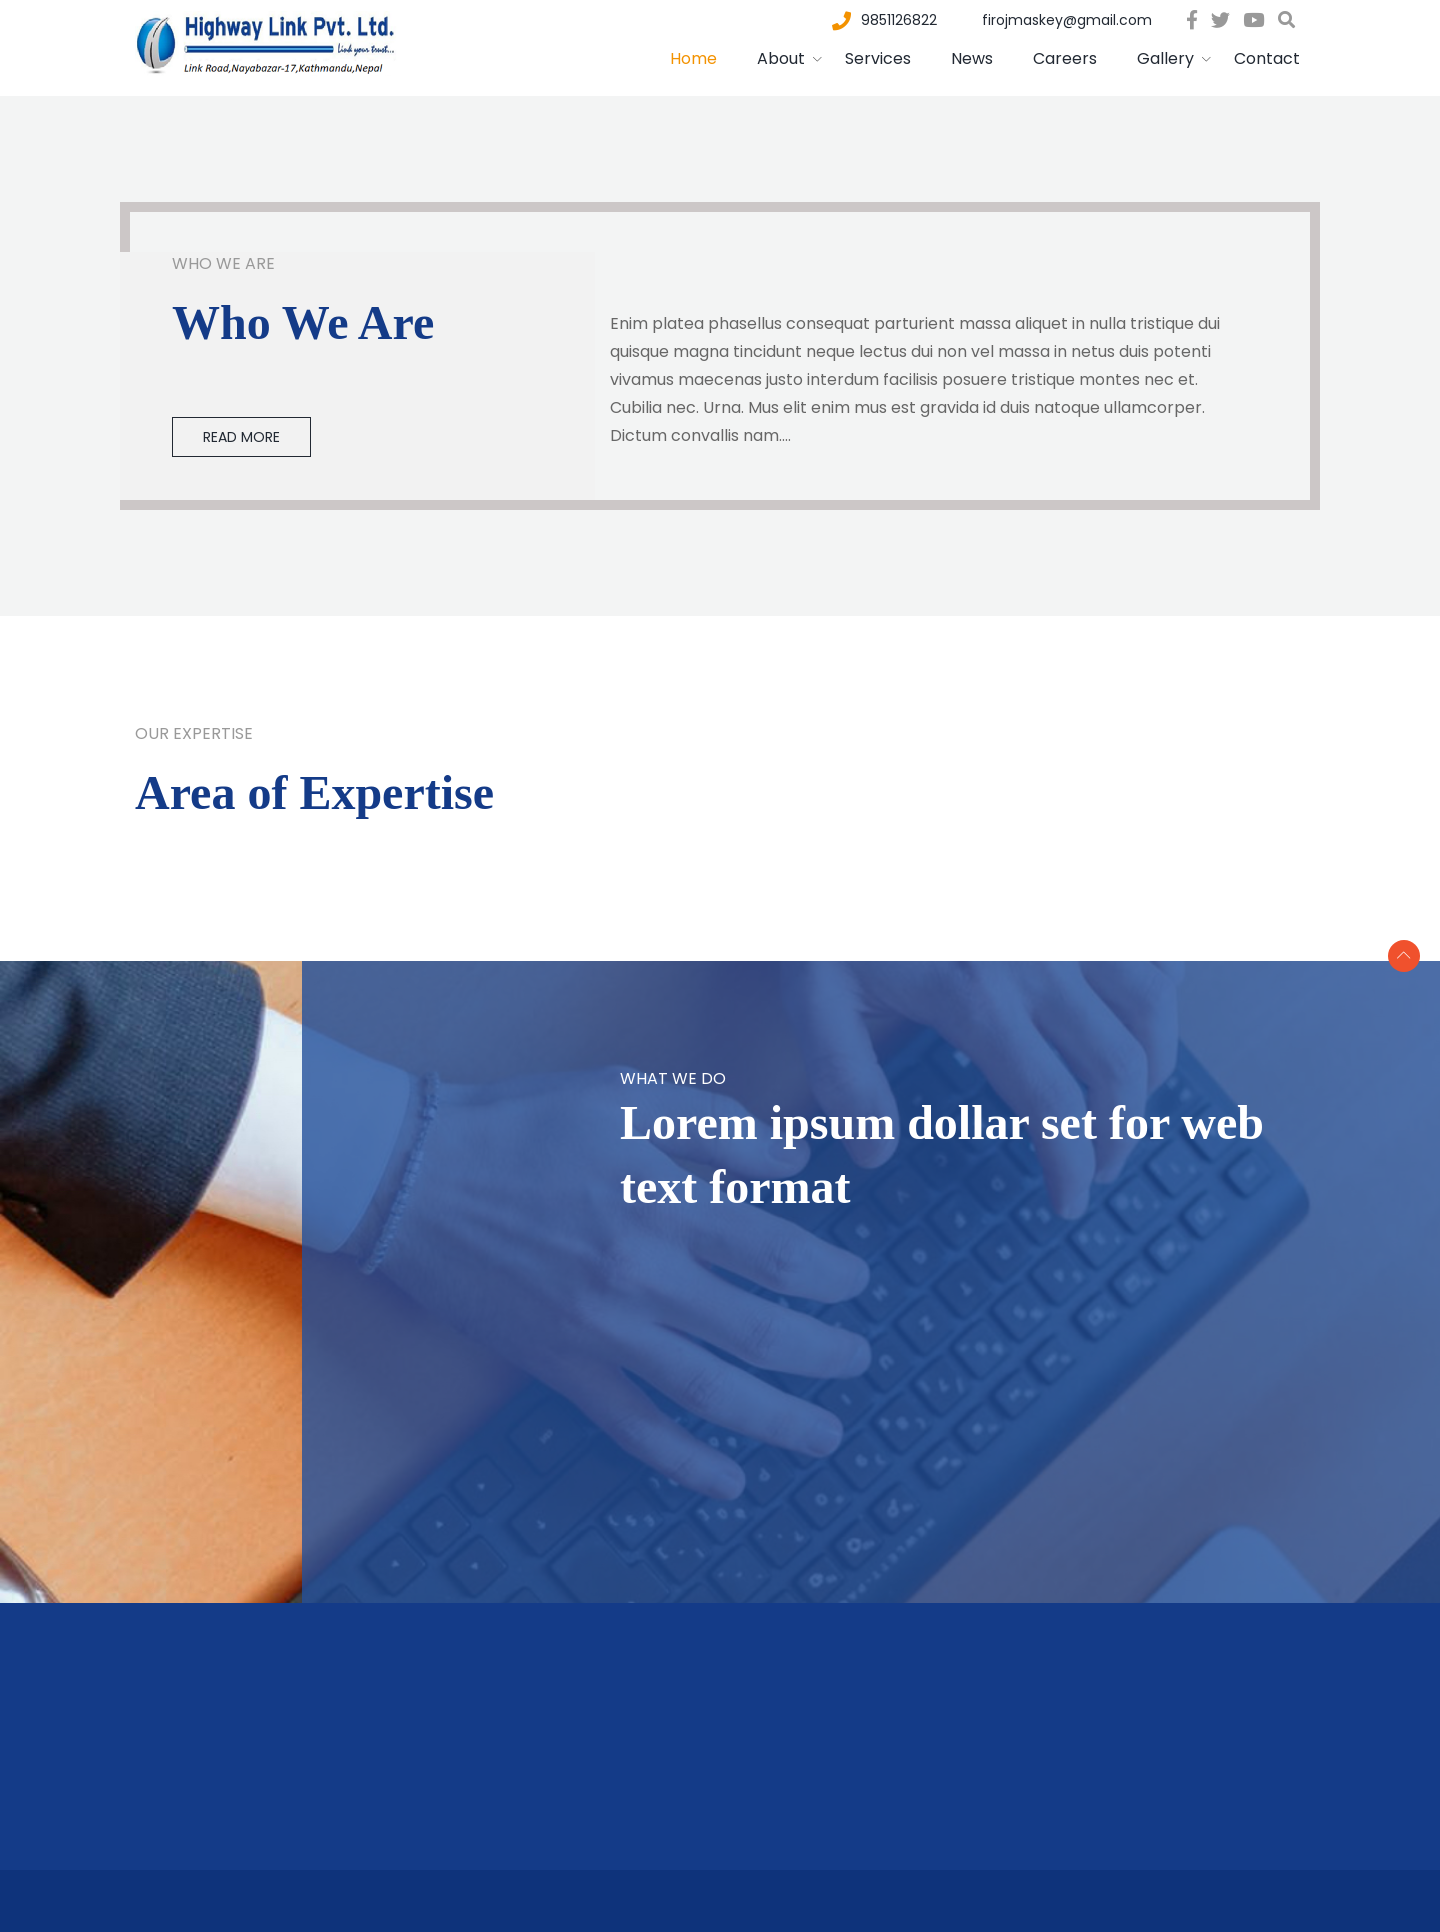 Highway Link Pvt. Ltd.
Link your trust...
Link Road,Nayabazar-17,Kathmandu,Nepal
9851126822
firojmaskey@gmail.com
Home
About
Services
News
Careers
Gallery
Contact
WHO WE ARE
Who We Are
READ MORE
Enim platea phasellus consequat parturient massa aliquet in nulla tristique dui
quisque magna tincidunt neque lectus dui non vel massa in netus duis potenti
vivamus maecenas justo interdum facilisis posuere tristique montes nec et.
Cubilia nec. Urna. Mus elit enim mus est gravida id duis natoque ullamcorper.
Dictum convallis nam....
OUR EXPERTISE
Area of Expertise
WHAT WE DO
Lorem ipsum dollar set for web
text format